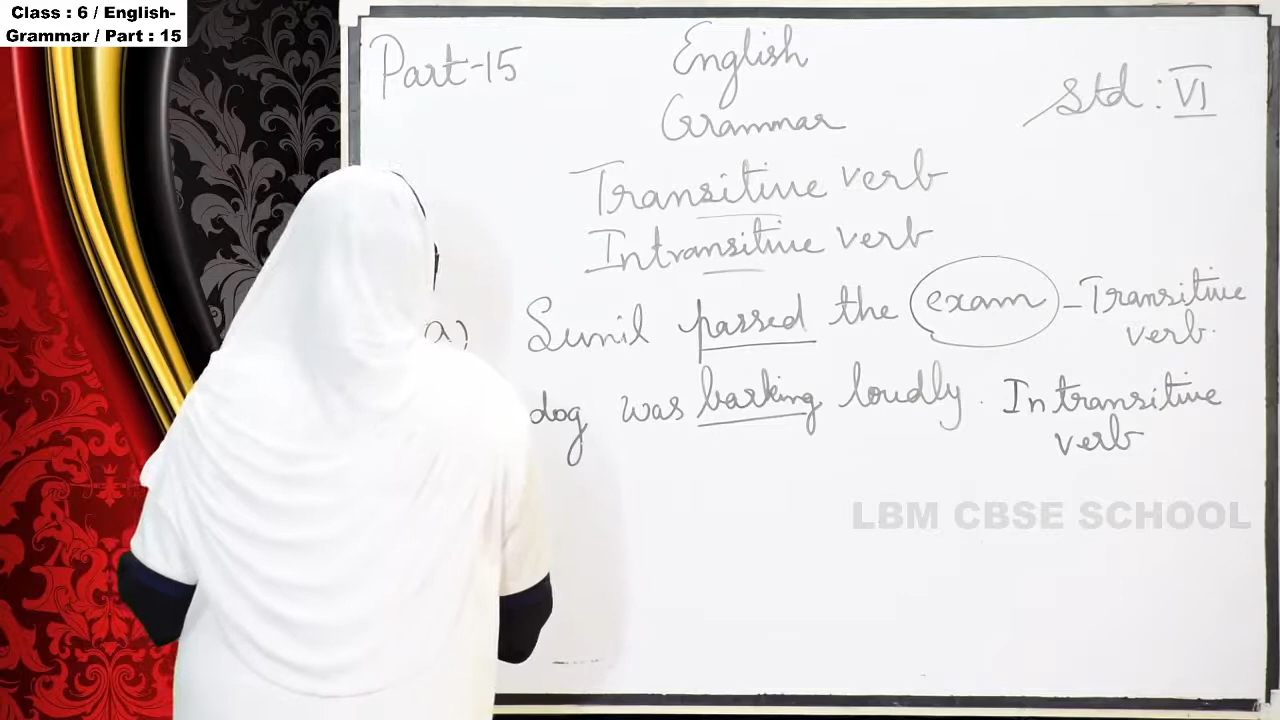 Class : 6 / English-
Grammar / Part : 15
Part-15
English
Std : VI
Grammar
Transitive verb
Intransitive verb
a) Sunil passed the exam - Transitive
verb.
dog was barking loudly. Intransitive
verb
LBM CBSE SCHOOL